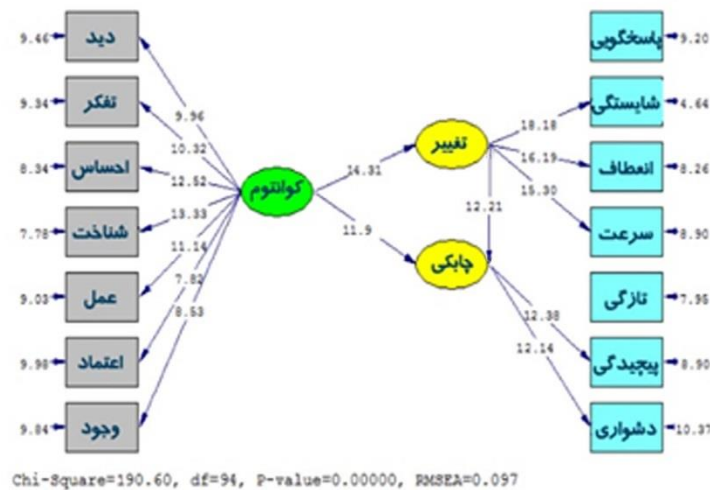 9.46 دید
9.34 تفکر
8.34 احساس
7.78 شناخت
9.03 عمل
9.98 اعتماد
9.84 وجود
9.96
10.32
12.52
13.33
11.14
7.82
8.53
کوانتوم
14.31
11.9
تغییر
12.21
چابکی
18.18
16.19
15.30
12.38
12.14
پاسخگویی 9.20
شایستگی 4.64
انعطاف 8.26
سرعت 8.90
تازگی 7.95
پیچیدگی 8.90
دشواری 10.37
Chi-Square=190.60, df=94, P-value=0.00000, RMSEA=0.097